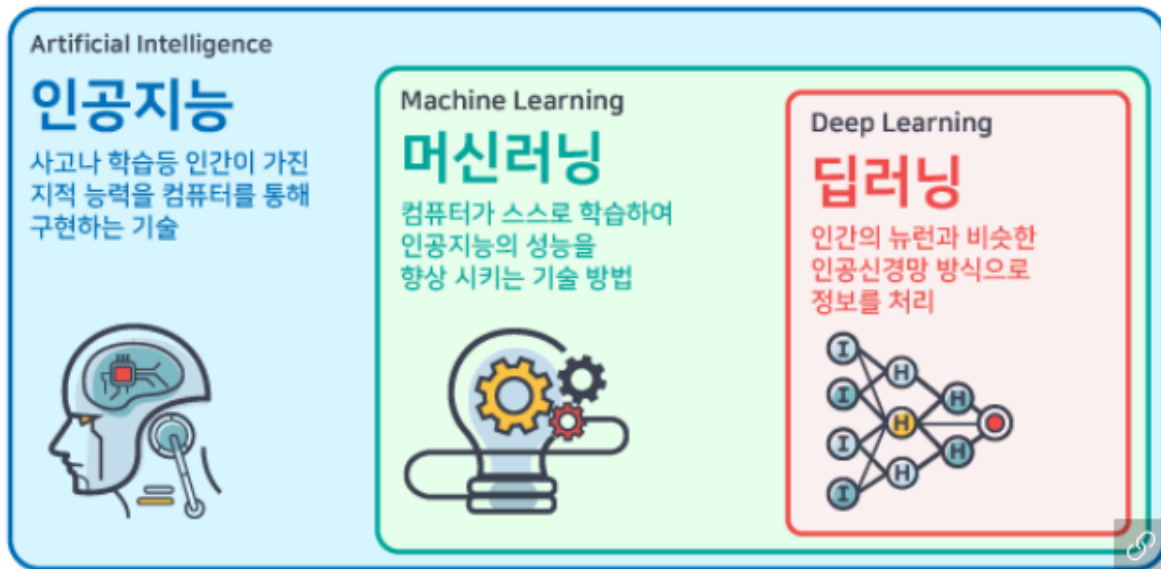 Artificial Intelligence
인공지능
사고나 학습등 인간이 가진
지적 능력을 컴퓨터를 통해
구현하는 기술
Machine Learning
머신러닝
컴퓨터가 스스로 학습하여
인공지능의 성능을
향상 시키는 기술 방법
Deep Learning
딥러닝
인간의 뉴런과 비슷한
인공신경망 방식으로
정보를 처리
I
H
I
H
H
I
H
H
I